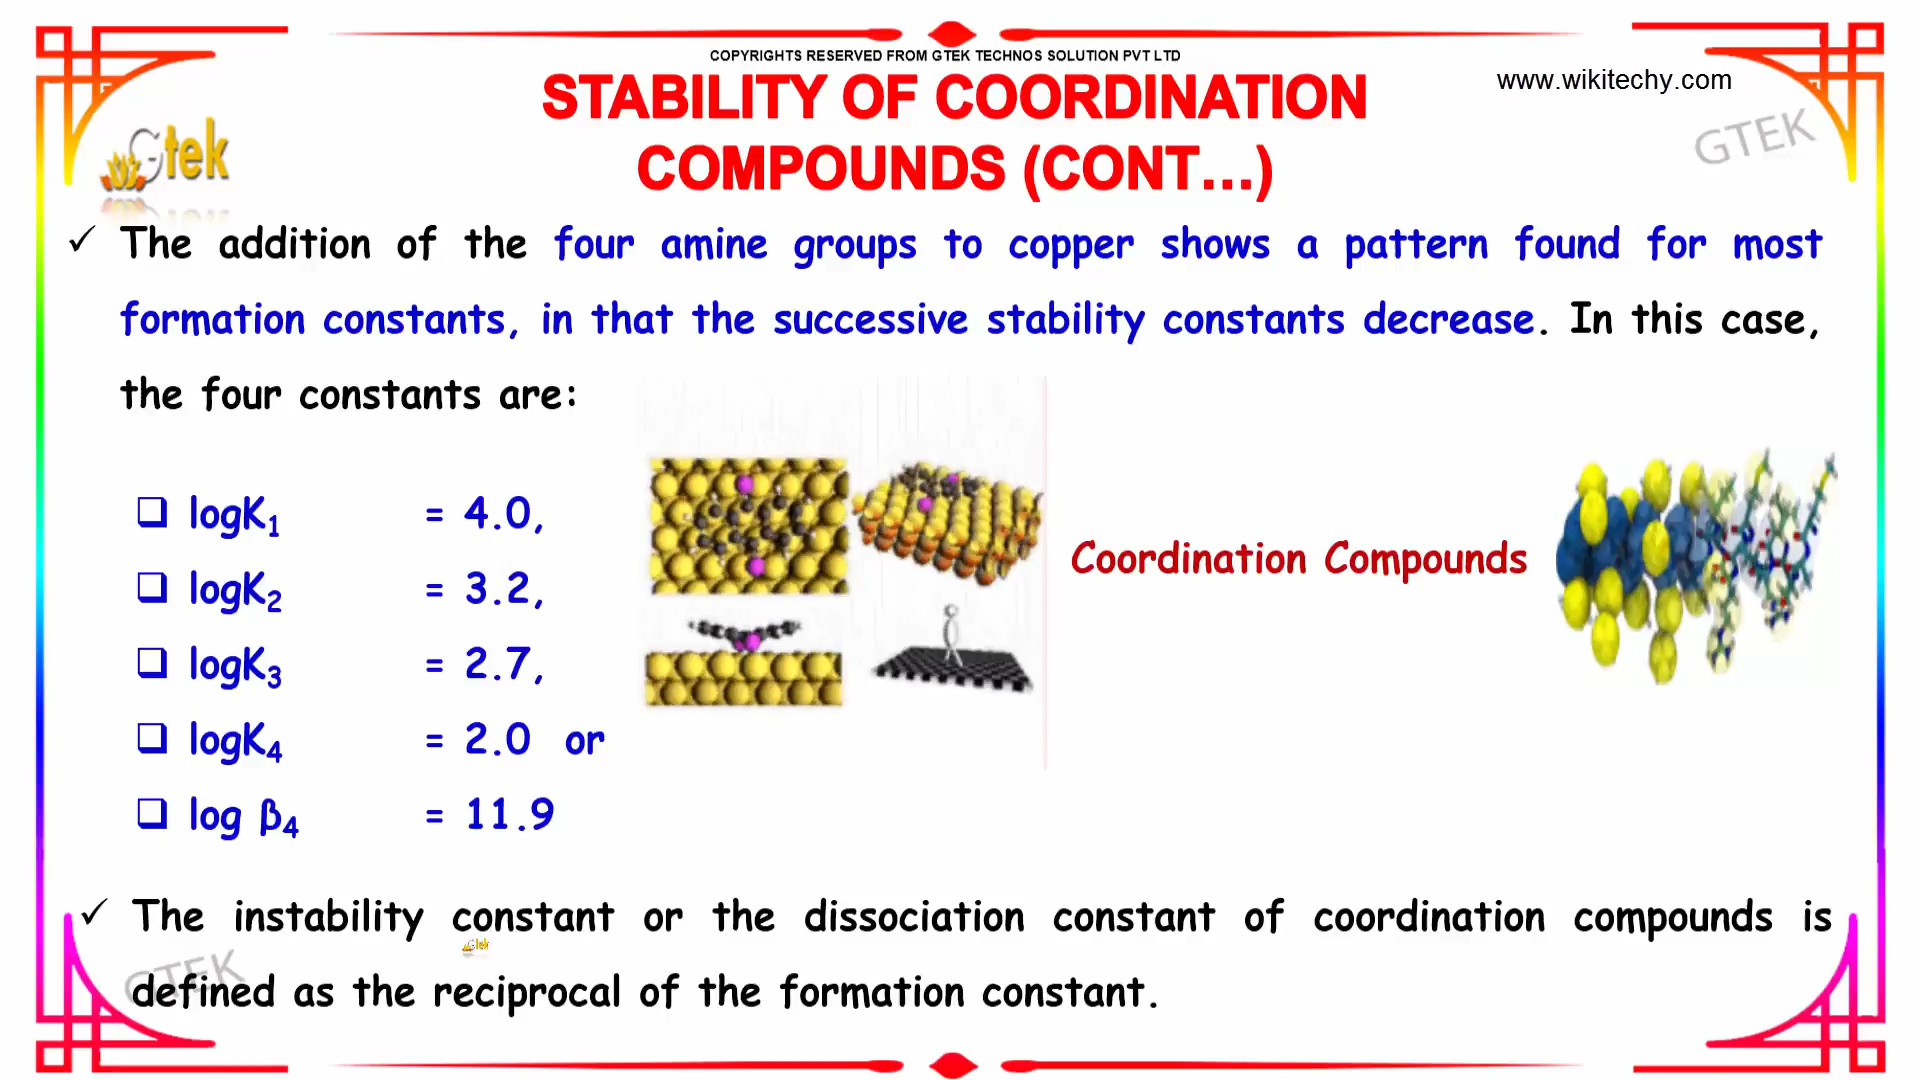 COPYRIGHTS RESERVED FROM GTEK TECHNOS SOLUTION PVT LTD
www.wikitechy.com
STABILITY OF COORDINATION
COMPOUNDS (CONT...)
Gtek
GTEK
✓ The addition of the four amine groups to copper shows a pattern found for most
formation constants, in that the successive stability constants decrease. In this case,
the four constants are:
❑ logK₁ = 4.0,
❑ logK₂ = 3.2,
❑ logK₃ = 2.7,
❑ logK₄ = 2.0 or
❑ log β₄ = 11.9
Coordination Compounds
✓ The instability constant or the dissociation constant of coordination compounds is
Gtek
GTEK
defined as the reciprocal of the formation constant.